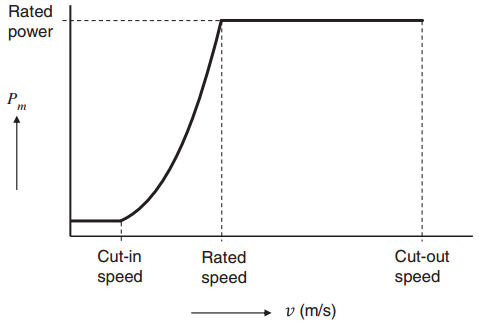 Rated
power
P_m
Cut-in
speed
Rated
speed
Cut-out
speed
v (m/s)